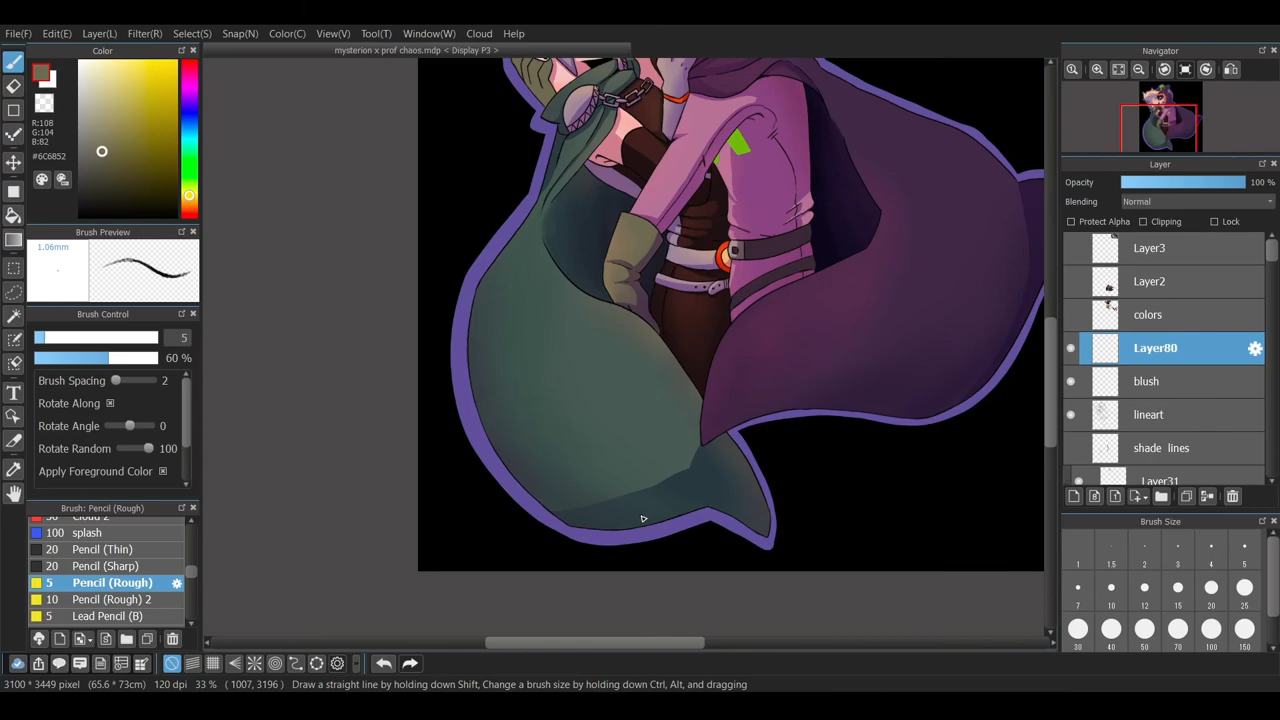 File(F) Edit(E) Layer(L) Filter(R) Select(S) Snap(N) Color(C) View(V) Tool(T) Window(W) Cloud Help
Color
mysterion x prof chaos.mdp < Display P3 >
Navigator
R:108
G:104
B:82
#6C6852
Layer
Opacity 100 %
Blending Normal
Protect Alpha Clipping Lock
Brush Preview
1.06mm
Layer3
Layer2
colors
Layer80
blush
lineart
shade lines
Layer31
Brush Control
5
60 %
Brush Spacing 2
Rotate Along
Rotate Angle 0
Rotate Random 100
Apply Foreground Color
Brush: Pencil (Rough)
50 Cloud 2
100 splash
20 Pencil (Thin)
20 Pencil (Sharp)
5 Pencil (Rough)
10 Pencil (Rough) 2
5 Lead Pencil (B)
Brush Size
1 1.5 2 3 4 5
7 10 12 15 20 25
30 40 50 70 100 150
3100 * 3449 pixel (65.6 * 73cm) 120 dpi 33 % ( 1007, 3196 ) Draw a straight line by holding down Shift, Change a brush size by holding down Ctrl, Alt, and dragging